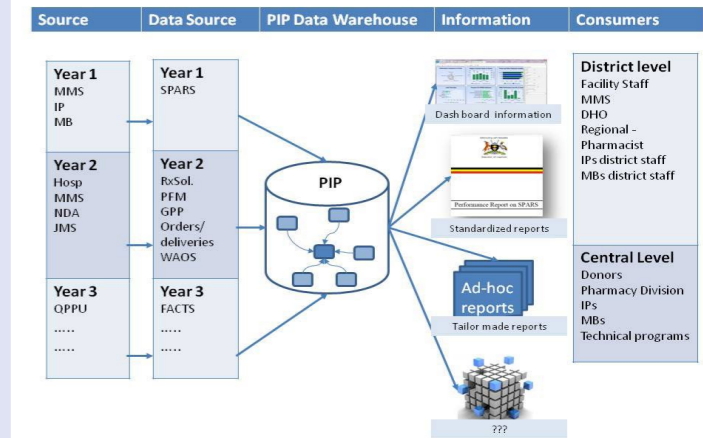 Source
Data Source
PIP Data Warehouse
Information
Consumers
Year 1
MMS
IP
MB
Year 2
Hosp
MMS
NDA
JMS
Year 3
QPPU
.....
.....
Year 1
SPARS
Year 2
RxSol.
PFM
GPP
Orders/
deliveries
WAOS
Year 3
FACTS
.....
.....
PIP
Dash board information
Performance Report on SPARS
Standardized reports
Ad-hoc
reports
Tailor made reports
???
District level
Facility Staff
MMS
DHO
Regional –
Pharmacist
IPs district staff
MBs district staff
Central Level
Donors
Pharmacy Division
IPs
MBs
Technical programs